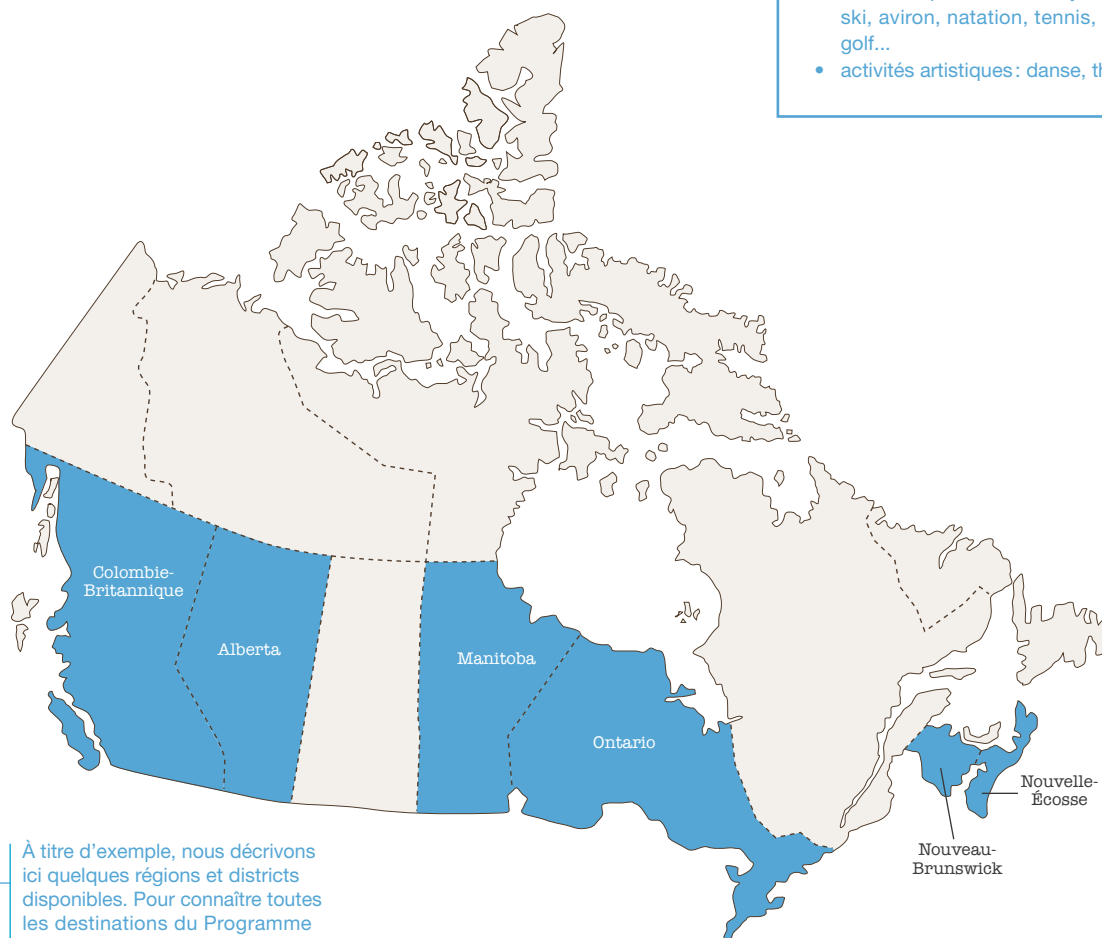 ski, aviron, natation, tennis,
golf...
• activités artistiques : danse,
Colombie-
Britannique
Alberta
Manitoba
Ontario
Nouvelle-
Écosse
Nouveau-
Brunswick
À titre d’exemple, nous décrivons
ici quelques régions et districts
disponibles. Pour connaître toutes
les destinations du Programme